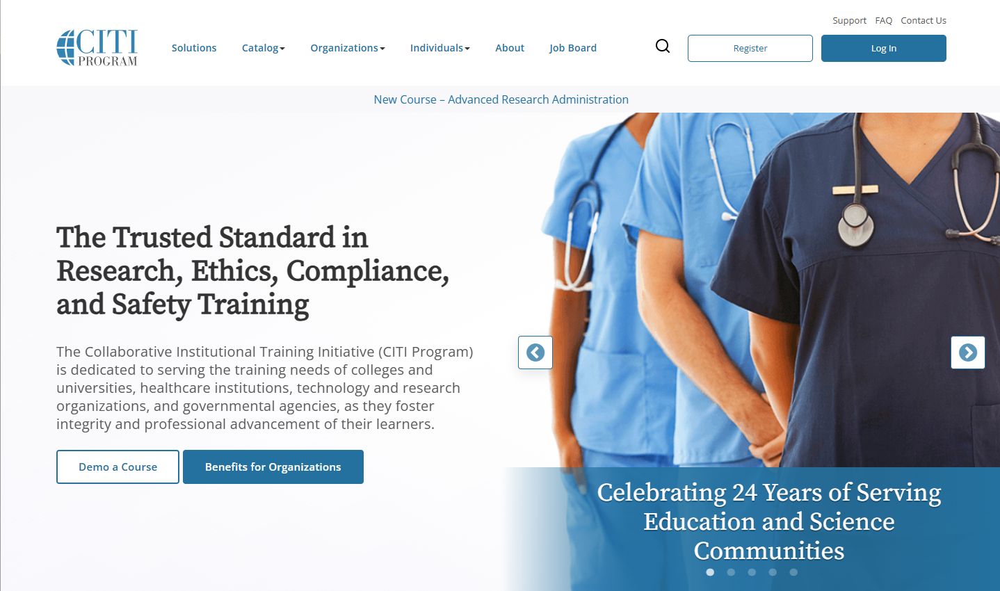 Support FAQ Contact Us
CITI
PROGRAM
Solutions Catalog Organizations Individuals About Job Board
Register
Log In
New Course – Advanced Research Administration
The Trusted Standard in
Research, Ethics, Compliance,
and Safety Training
The Collaborative Institutional Training Initiative (CITI Program)
is dedicated to serving the training needs of colleges and
universities, healthcare institutions, technology and research
organizations, and governmental agencies, as they foster
integrity and professional advancement of their learners.
Demo a Course
Benefits for Organizations
Celebrating 24 Years of Serving
Education and Science
Communities